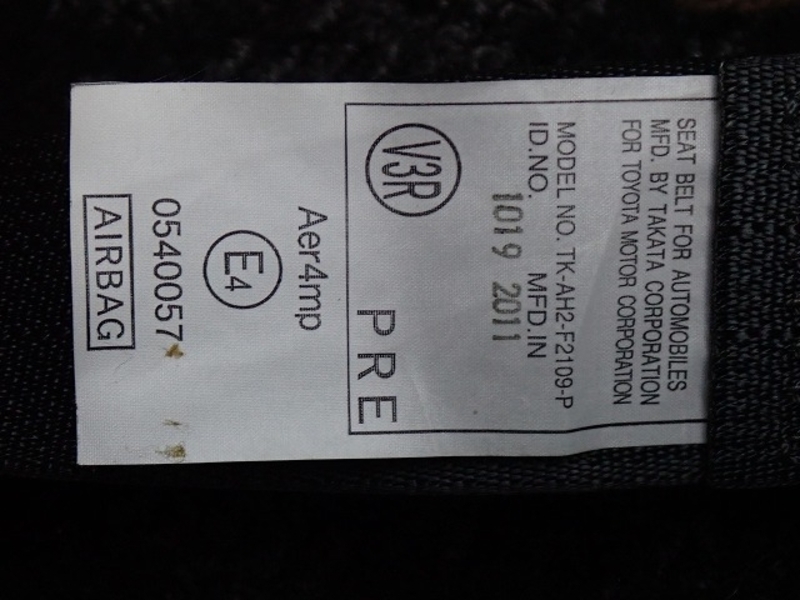 SEAT BELT FOR AUTOMOBILES
MFD. BY TAKATA CORPORATION
FOR TOYOTA MOTOR CORPORATION
MODEL NO. TK-AH2-F2109-P
ID.NO. MFD.IN
1019 2011
V3R PRE
Aer4mp
E4
0540057
AIRBAG